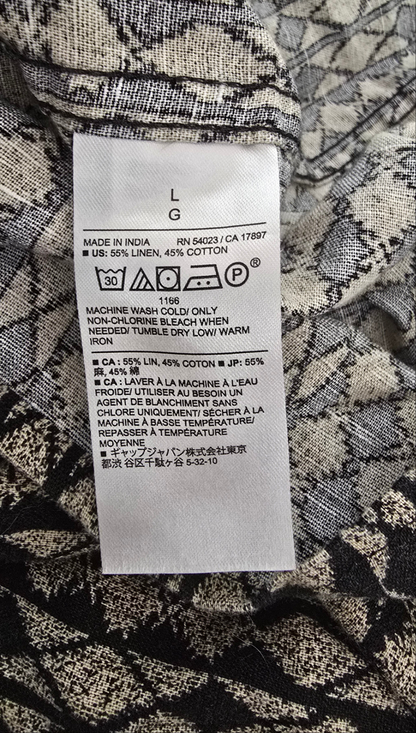 L
G
MADE IN INDIA RN 54023 / CA 17897
■ US: 55% LINEN, 45% COTTON
30 P ®
1166
MACHINE WASH COLD/ ONLY
NON-CHLORINE BLEACH WHEN
NEEDED/ TUMBLE DRY LOW/ WARM
IRON
■ CA : 55% LIN, 45% COTON ■ JP: 55%
麻, 45% 綿
■ CA : LAVER À LA MACHINE À L'EAU
FROIDE/ UTILISER AU BESOIN UN
AGENT DE BLANCHIMENT SANS
CHLORE UNIQUEMENT/ SÉCHER À LA
MACHINE À BASSE TEMPÉRATURE/
REPASSER À TEMPÉRATURE
MOYENNE
■ ギャップジャパン株式会社東京
都渋 谷区千駄ヶ谷 5-32-10